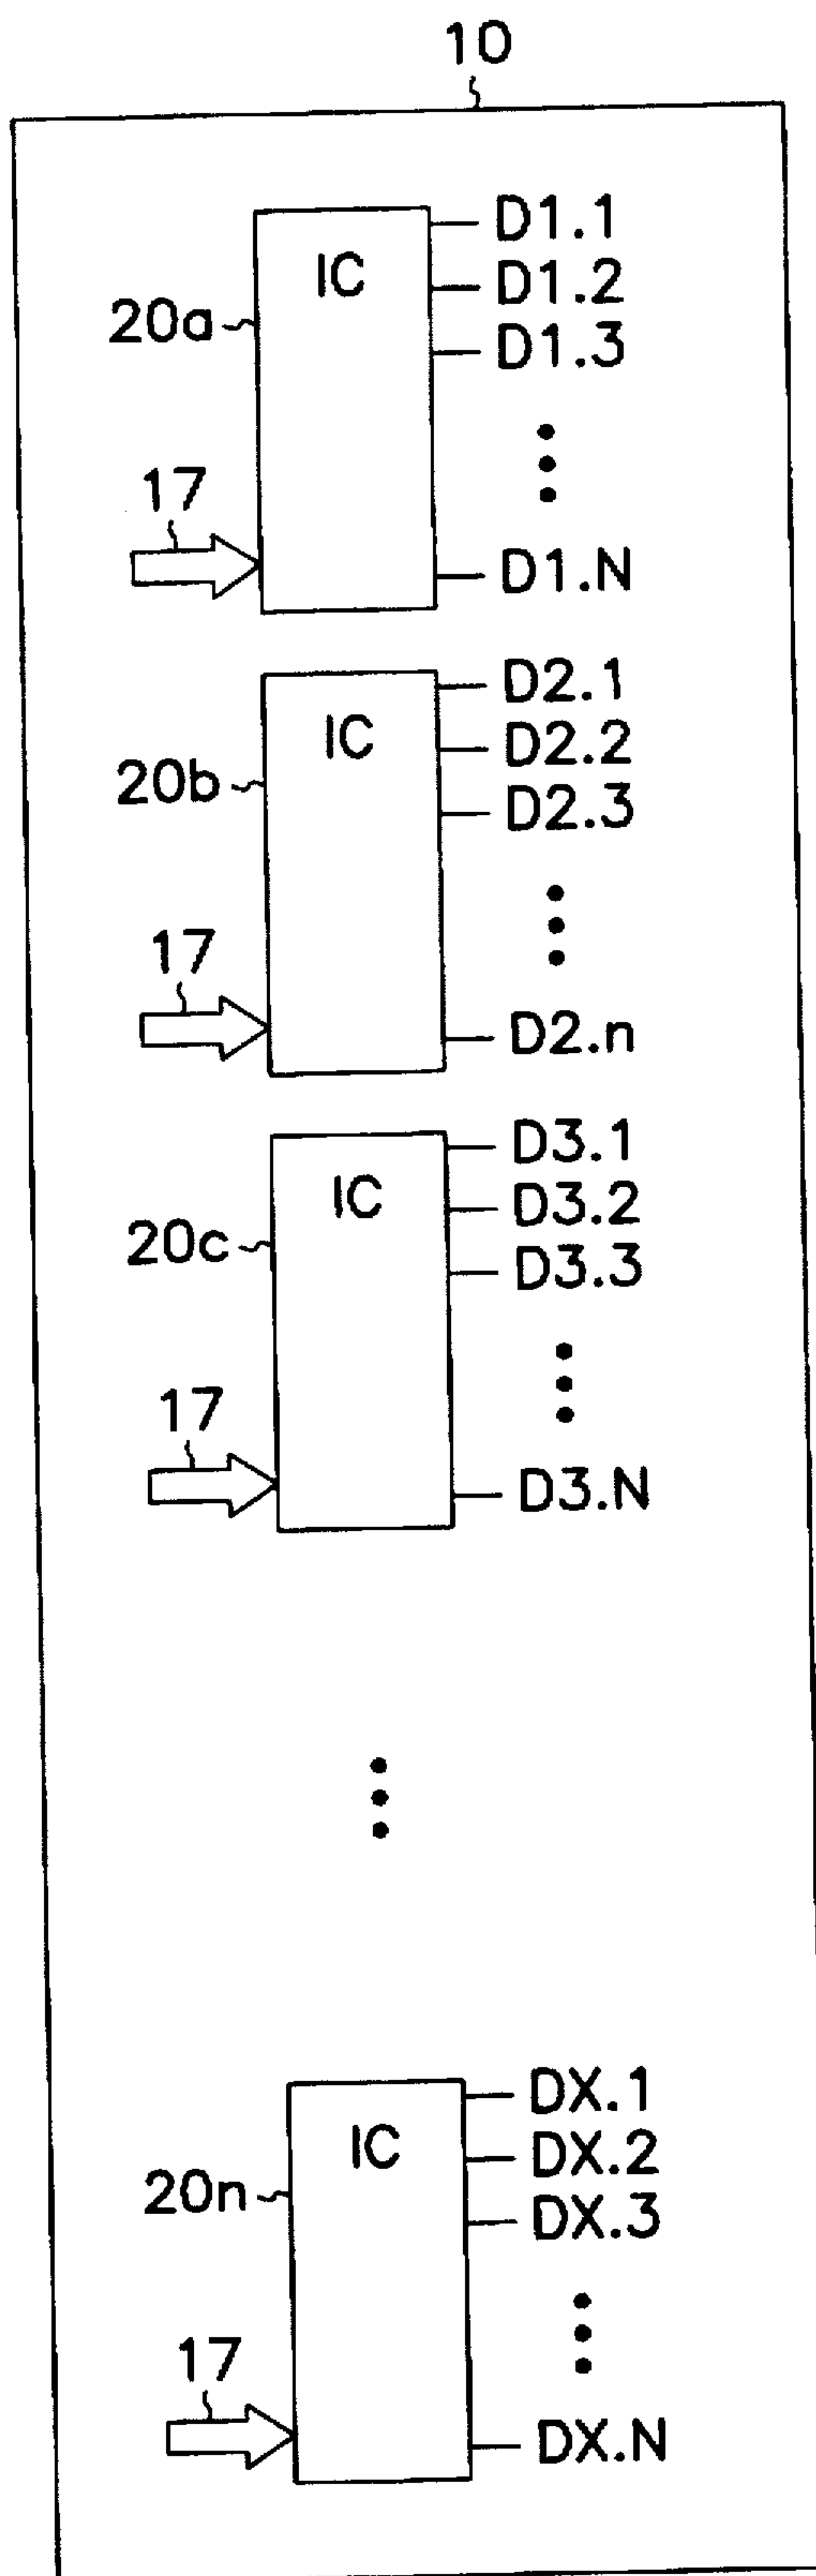 10
IC
D1.1
D1.2
20a
D1.3
17
D1.N
IC
D2.1
D2.2
20b
D2.3
17
D2.n
IC
D3.1
D3.2
20c
D3.3
17
D3.N
IC
DX.1
DX.2
20n
DX.3
17
DX.N